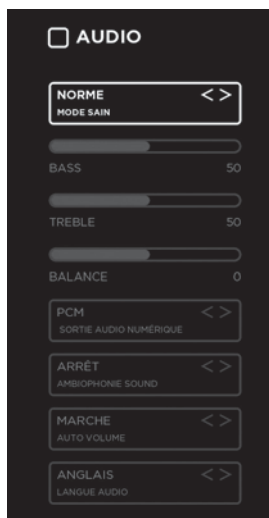 AUDIO
NORME < >
MODE SAIN
BASS 50
TREBLE 50
BALANCE 0
PCM < >
SORTIE AUDIO NUMÉRIQUE
ARRÊT < >
AMBIOPHONIE SOUND
MARCHE < >
AUTO VOLUME
ANGLAIS < >
LANGUE AUDIO